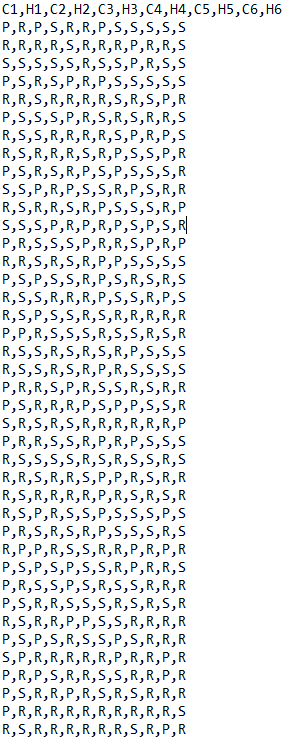 C1,H1,C2,H2,C3,H3,C4,H4,C5,H5,C6,H6
P,R,P,S,R,R,P,S,S,S,S,S
R,R,R,R,S,R,R,R,P,R,R,S
S,S,S,S,P,S,P,R,S,R,P,R
R,S,R,R,R,R,R,S,R,S,P,R
P,S,S,S,P,R,S,R,S,R,R,S
R,S,R,R,R,R,S,S,P,R,R,S
R,S,R,R,R,S,R,P,S,S,P,R
P,S,R,S,R,P,S,R,S,S,S,R
S,S,P,R,P,S,S,R,P,S,R,R
R,S,R,R,S,R,P,S,S,S,R,P
S,S,S,P,R,P,R,P,S,P,S,R
P,R,S,S,S,P,R,R,S,P,R,P
R,R,S,R,S,R,P,P,S,S,S,S
P,S,P,S,S,R,P,S,R,S,R,S
R,S,R,R,R,R,P,S,S,R,P,S
R,S,P,S,S,R,S,R,R,R,R,R
P,P,R,S,S,S,R,S,S,R,S,R
R,S,S,R,S,R,S,R,P,S,S,S
R,S,S,R,S,R,P,R,S,S,S,S
P,R,R,S,P,R,S,S,R,S,R,R
P,S,R,R,R,P,S,P,P,S,S,R
S,R,S,R,S,R,R,R,R,R,R,P
P,R,R,S,R,S,P,R,P,S,S,S
R,S,S,S,S,R,S,R,S,R,S,R
R,R,S,R,R,S,P,P,R,S,R,R
R,S,R,R,R,R,P,R,S,R,S,R
R,S,P,R,S,S,P,S,S,S,P,S
P,R,S,R,S,P,S,S,S,R,S,S
R,P,P,R,S,S,R,R,P,R,P,R
P,S,P,S,P,S,S,R,P,R,R,S
P,R,S,S,P,S,R,S,S,R,R,R
P,S,R,R,S,S,S,R,S,R,S,R
R,S,R,R,P,P,S,S,R,S,R,R
P,S,P,S,R,S,S,P,S,R,R,R
S,P,R,R,R,R,R,P,R,R,P,R
P,R,R,S,R,R,R,S,S,R,P,R
P,S,R,R,P,R,S,R,S,S,R,R
P,R,R,R,R,R,R,S,S,R,R,S
R,S,R,R,R,R,R,R,S,R,P,R